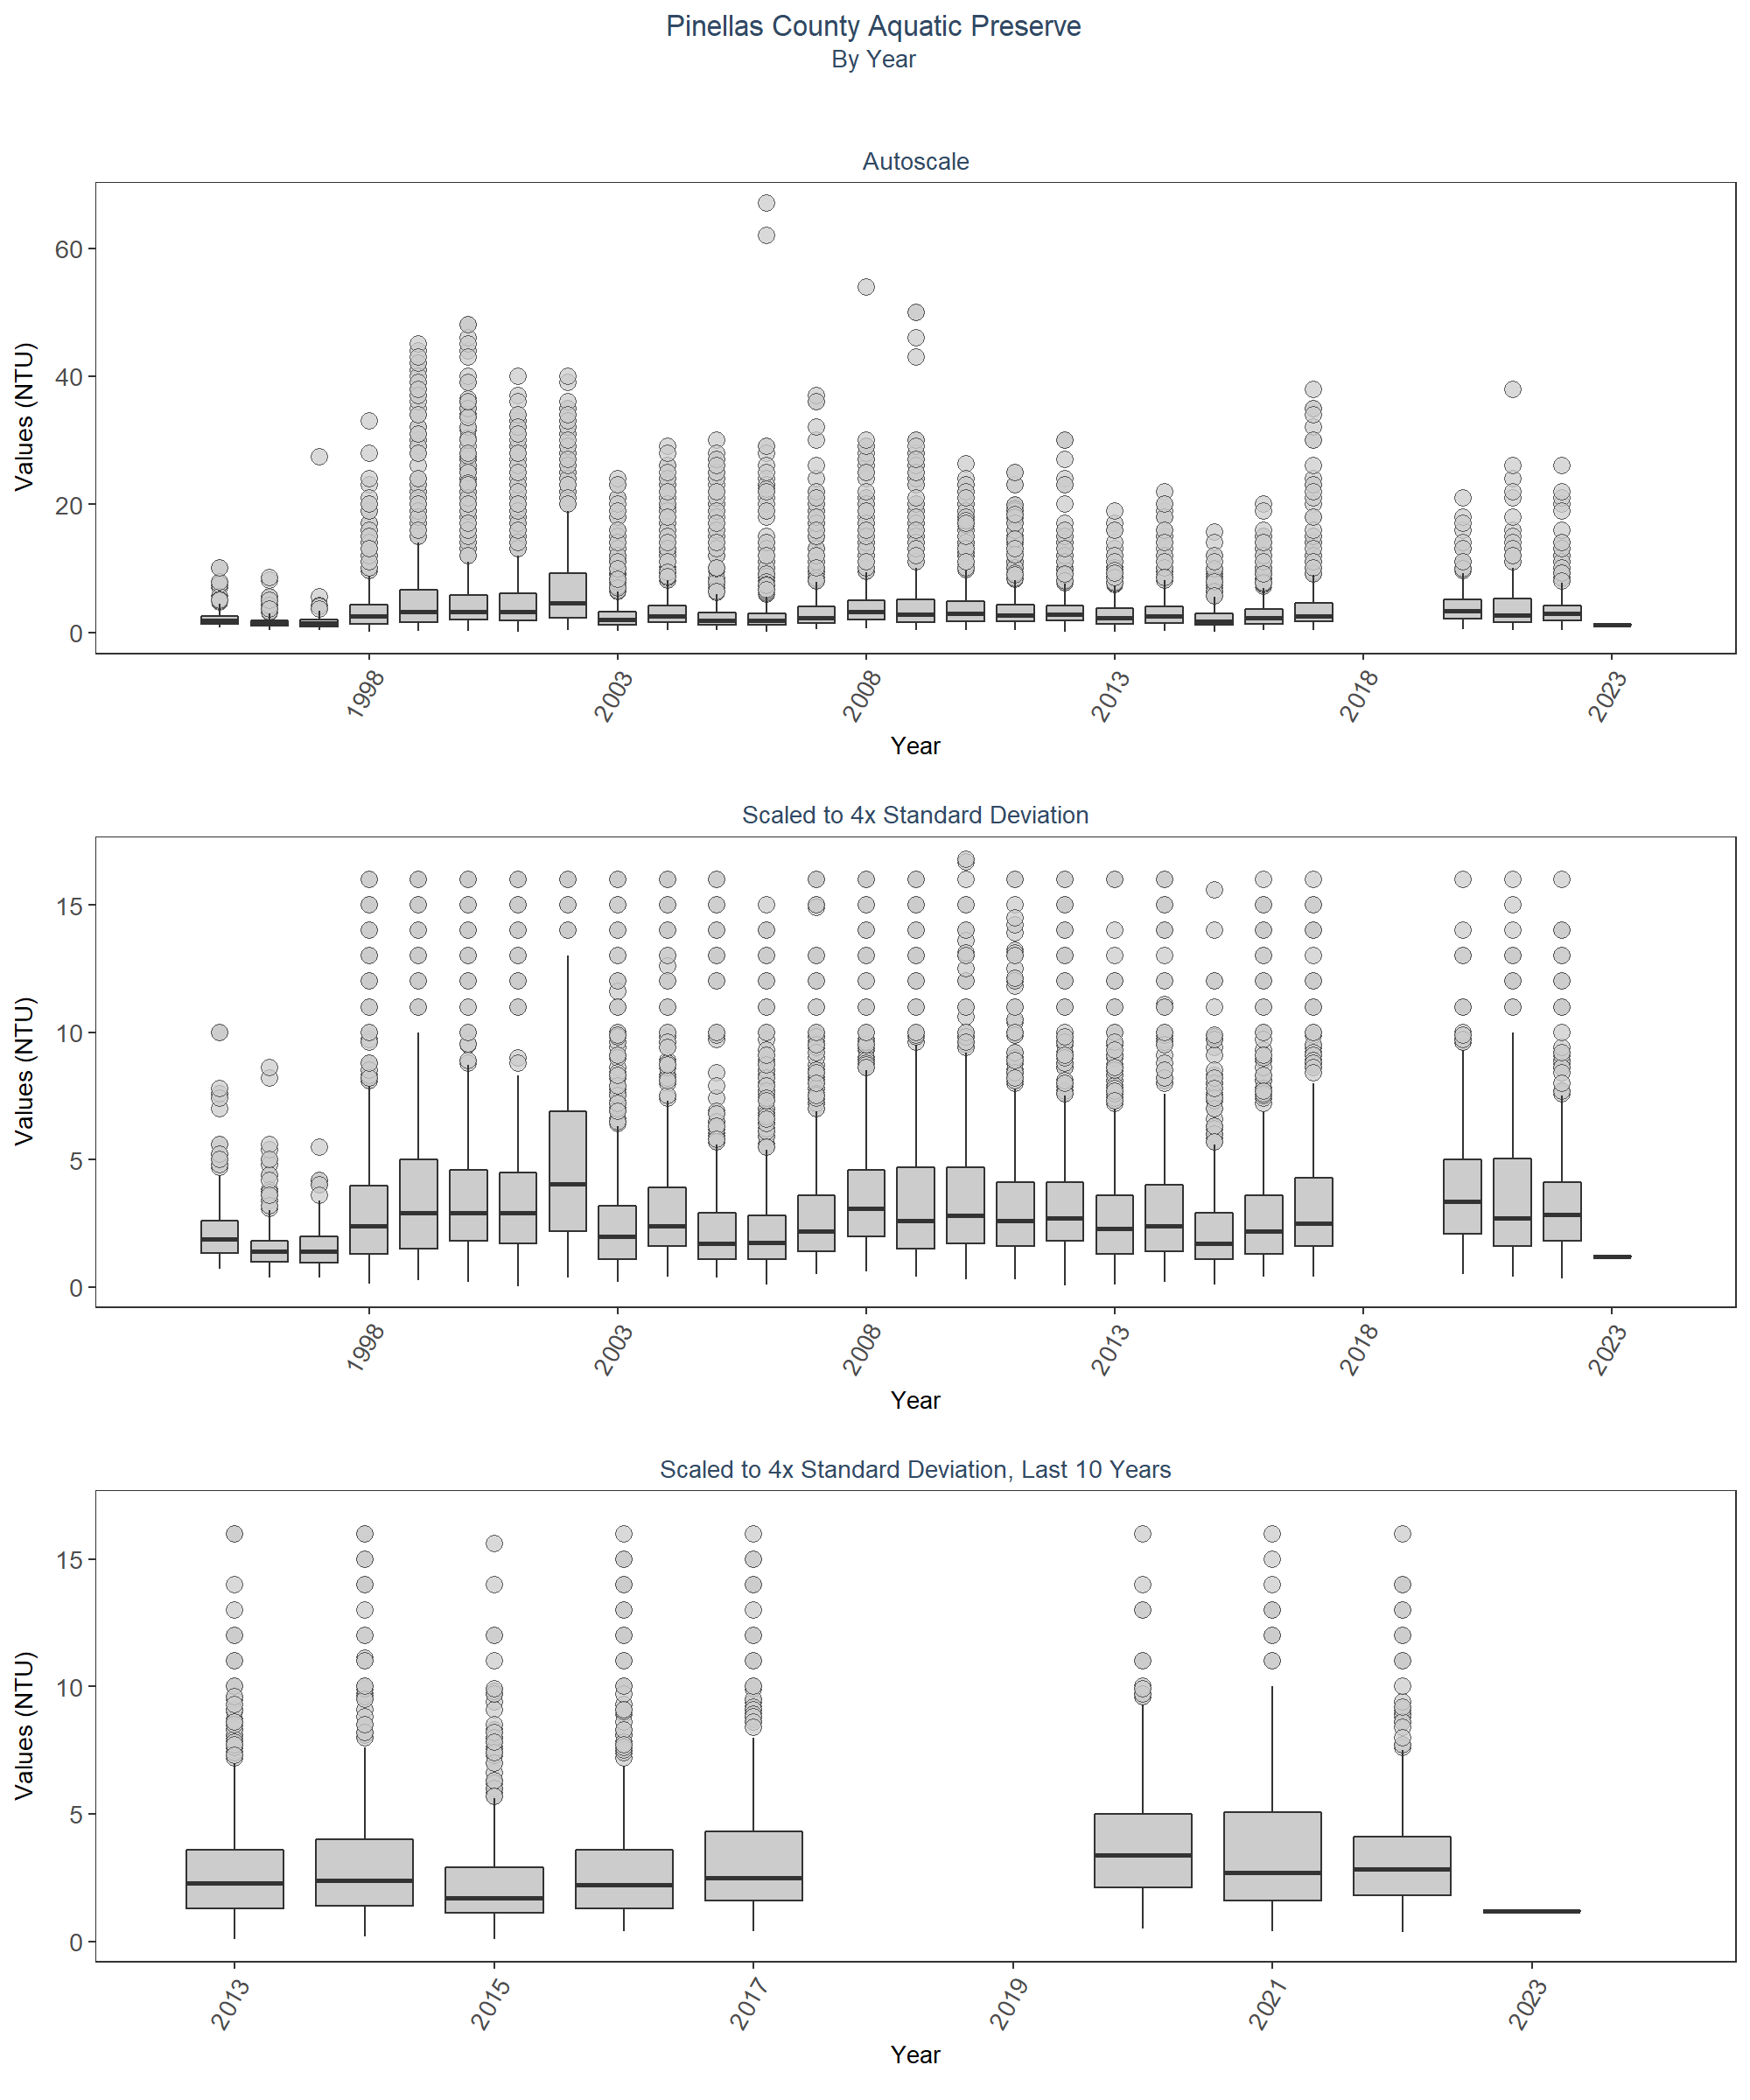 Pinellas County Aquatic Preserve
By Year
Autoscale
Values (NTU)
60
40
20
0
1998
2003
2008
2013
2018
2023
Year
Scaled to 4x Standard Deviation
Values (NTU)
15
10
5
0
1998
2003
2008
2013
2018
2023
Year
Scaled to 4x Standard Deviation, Last 10 Years
Values (NTU)
15
10
5
0
2013
2015
2017
2019
2021
2023
Year